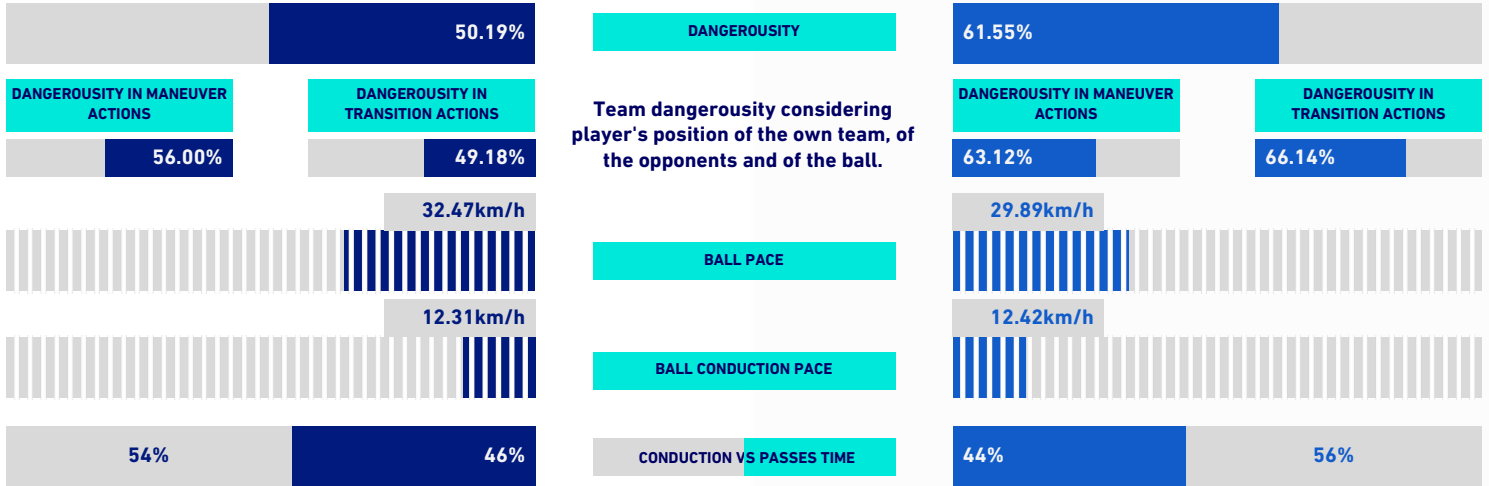 50.19%
DANGEROUSITY
61.55%
DANGEROUSITY IN MANEUVER
ACTIONS
DANGEROUSITY IN
TRANSITION ACTIONS
56.00%
49.18%
Team dangerousity considering
player's position of the own team, of
the opponents and of the ball.
DANGEROUSITY IN MANEUVER
ACTIONS
DANGEROUSITY IN
TRANSITION ACTIONS
63.12%
66.14%
32.47km/h
BALL PACE
29.89km/h
12.31km/h
BALL CONDUCTION PACE
12.42km/h
54%
46%
CONDUCTION VS PASSES TIME
44%
56%